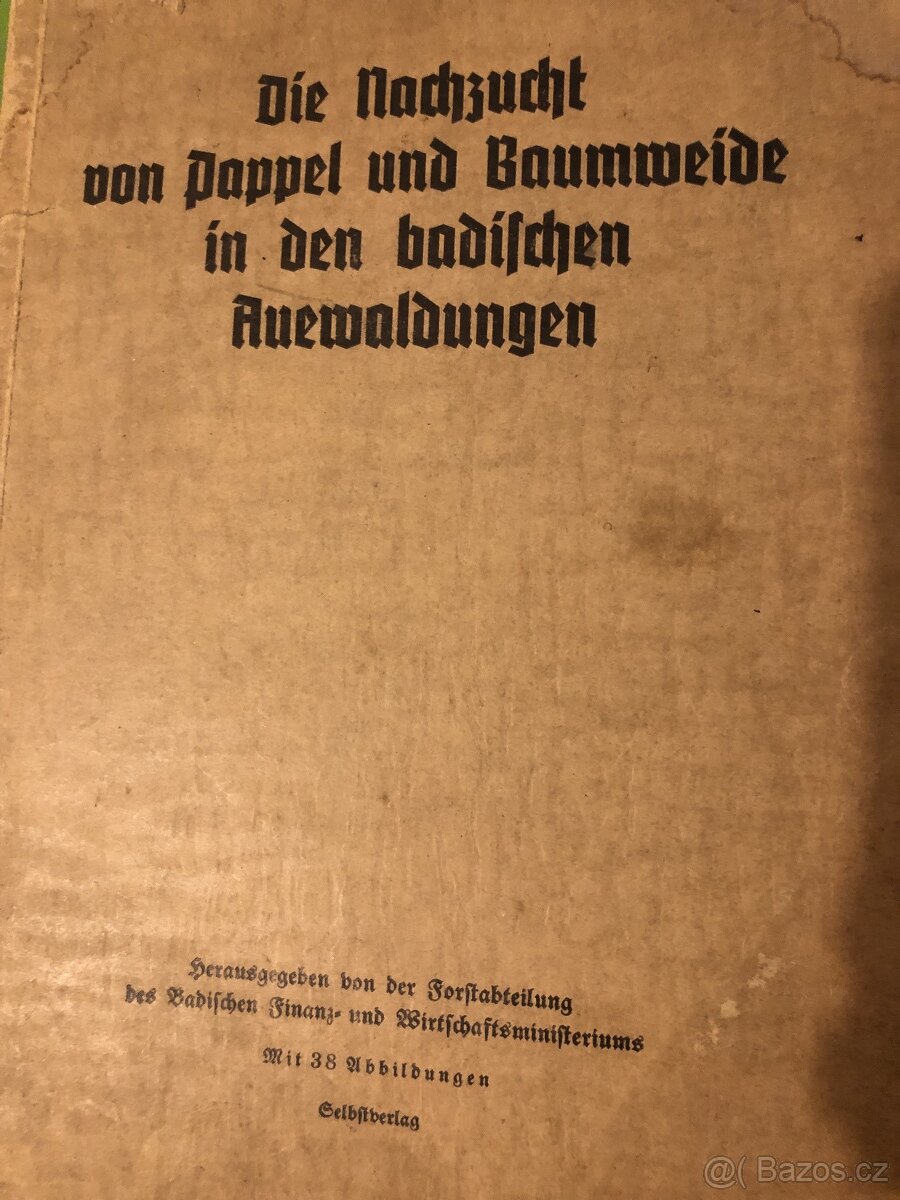 Die Nachzucht
von Pappel und Baumweide
in den badischen
Auewaldungen
Herausgegeben von der Forstabteilung
des Badischen Finanz- und Wirtschaftsministeriums
Mit 38 Abbildungen
Selbstverlag
@( Bazos.cz